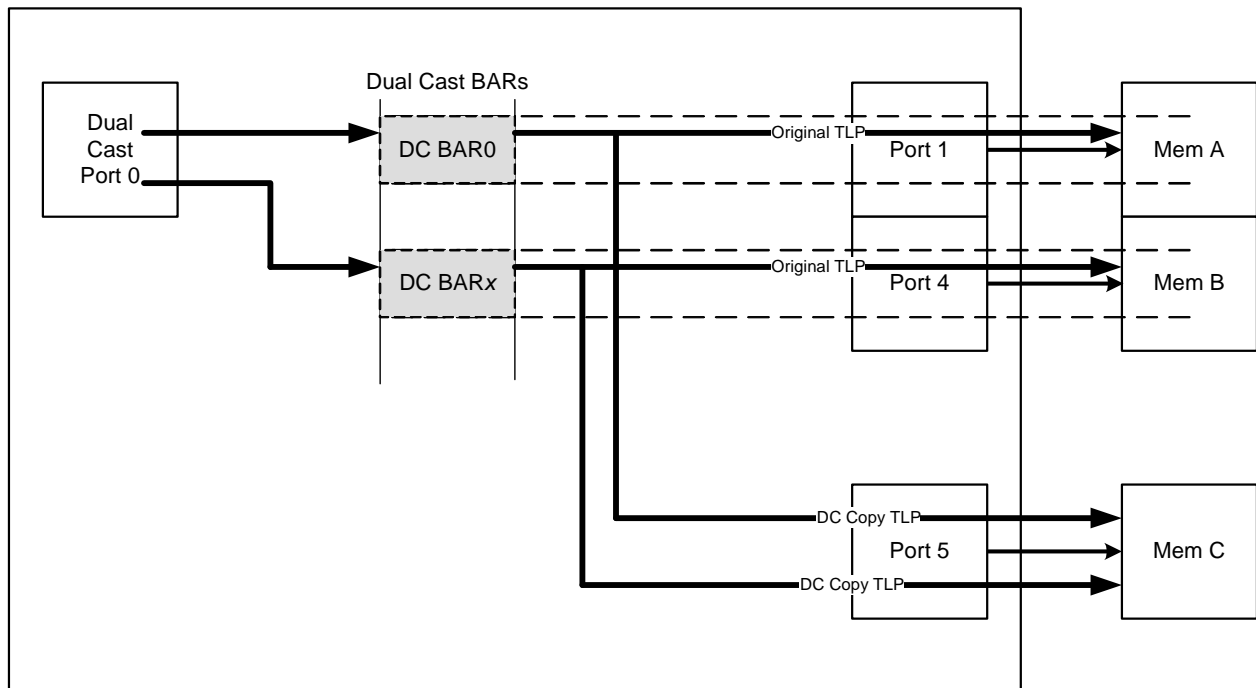 Dual Cast BARs
Dual
Cast
Port 0
DC BAR0
Original TLP
Port 1
Mem A
DC BARx
Original TLP
Port 4
Mem B
DC Copy TLP
Port 5
Mem C
DC Copy TLP